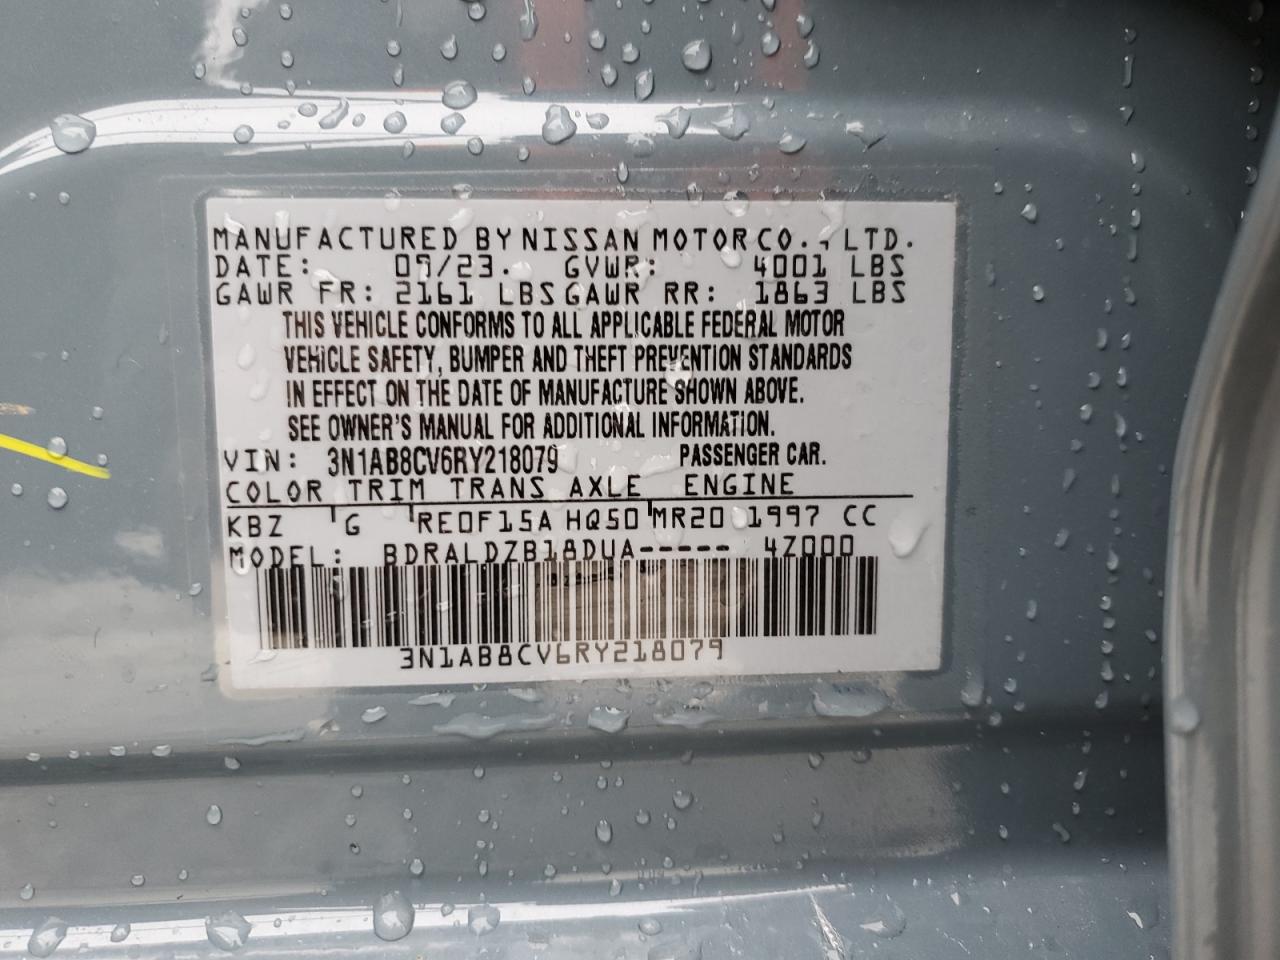 MANUFACTURED BY NISSAN MOTOR CO., LTD.
DATE: 09/23. GVWR: 4001 LBS
GAWR FR: 2161 LBS GAWR RR: 1863 LBS
THIS VEHICLE CONFORMS TO ALL APPLICABLE FEDERAL MOTOR
VEHICLE SAFETY, BUMPER AND THEFT PREVENTION STANDARDS
IN EFFECT ON THE DATE OF MANUFACTURE SHOWN ABOVE.
SEE OWNER'S MANUAL FOR ADDITIONAL INFORMATION.
VIN: 3N1AB8CV6RY218079 PASSENGER CAR.
COLOR TRIM TRANS AXLE ENGINE
KBZ G RE0F15A HQ50 MR20 1997 CC
MODEL: BDRALDZB18DUA----- 4Z000
3N1AB8CV6RY218079